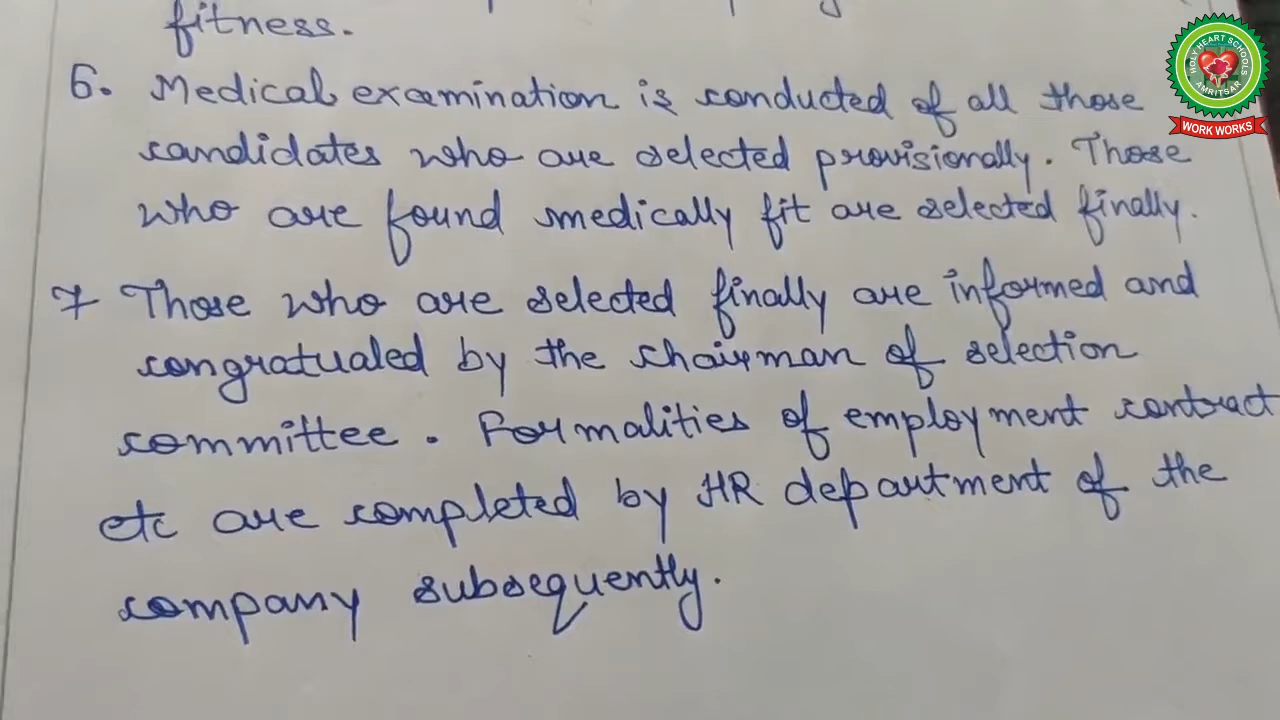 fitness.
6. Medical examination is conducted of all those
candidates who are selected provisionally. Those
who are found medically fit are selected finally.
7 Those who are selected finally are informed and
congratualed by the chairman of selection
committee. Formalities of employment contract
etc are completed by HR department of the
company subsequently.
HOLY HEART SCHOOLS
AMRITSAR
WORK WORKS